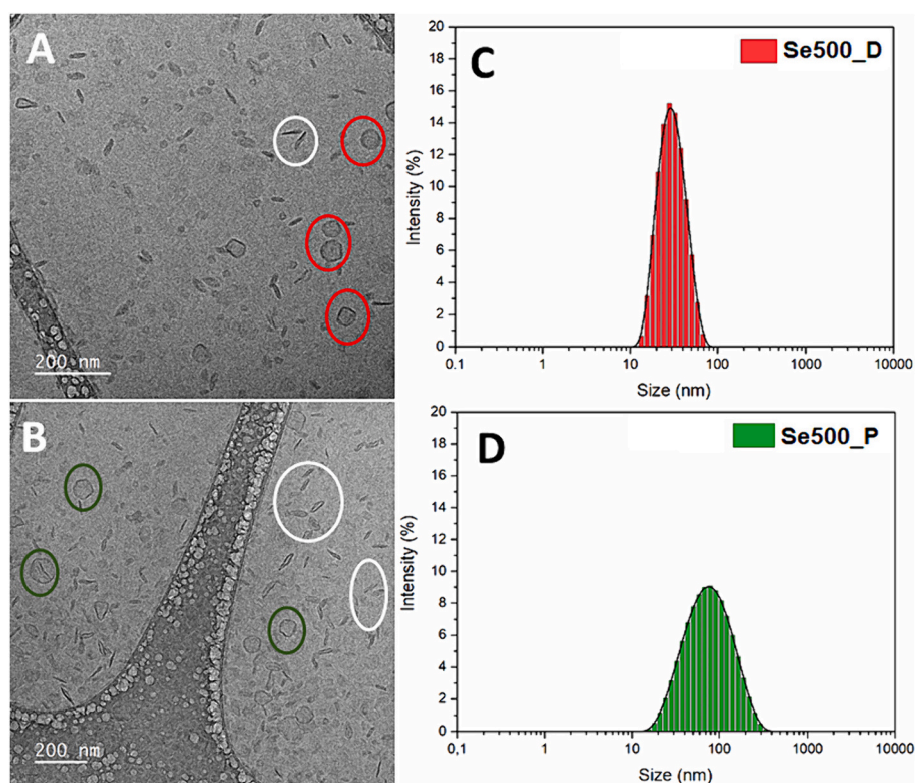 A
200 nm
C
Se500_D
Intensity (%)
20
18
16
14
12
10
8
6
4
2
0
0.1 1 10 100 1000 10000
Size (nm)
B
200 nm
D
Se500_P
Intensity (%)
20
18
16
14
12
10
8
6
4
2
0
0,1 1 10 100 1000 10000
Size (nm)